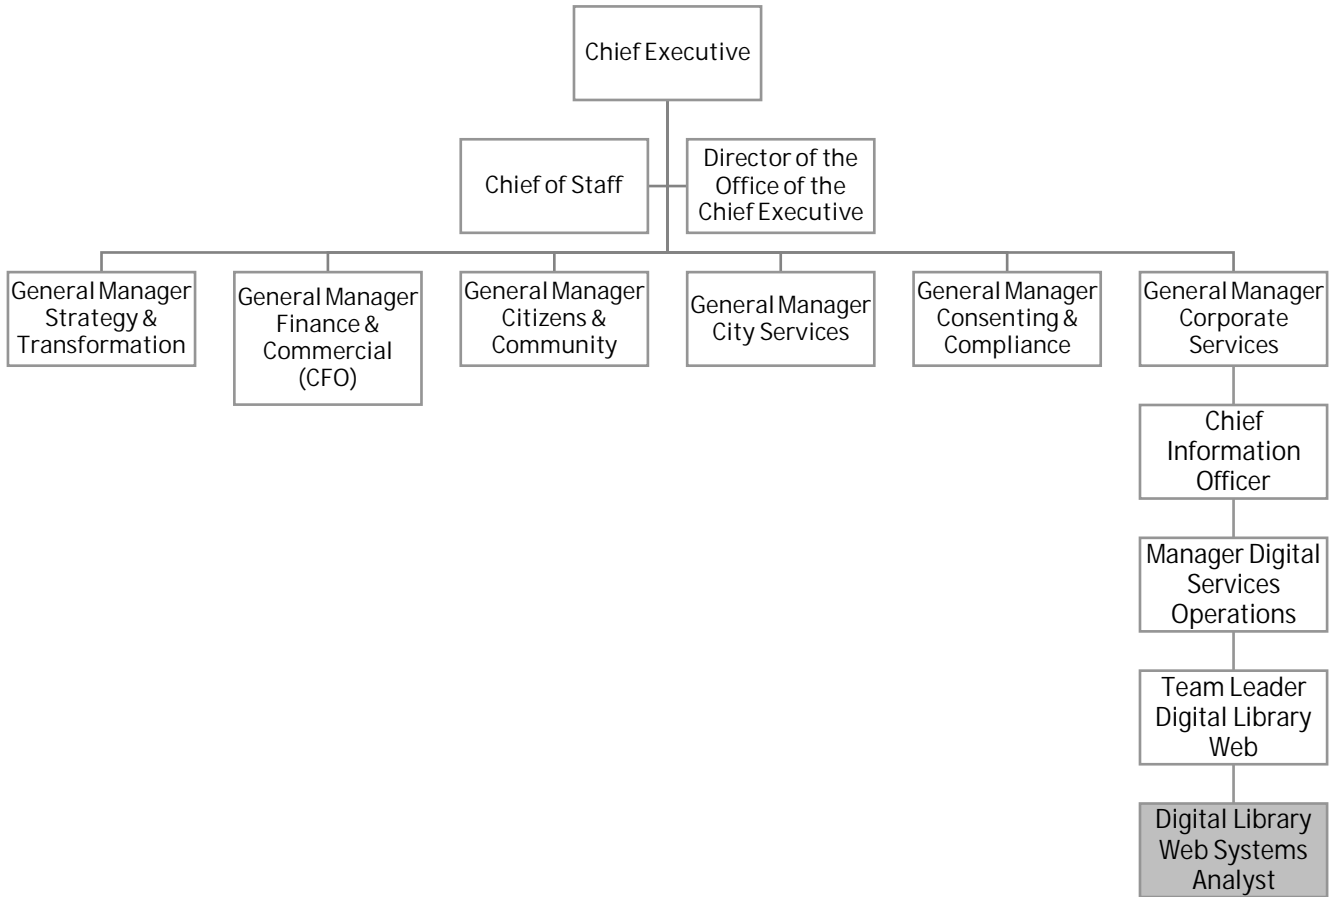 Chief Executive
Chief of Staff
Director of the
Office of the
Chief Executive
General Manager
Strategy &
Transformation
General Manager
Finance &
Commercial
(CFO)
General Manager
Citizens &
Community
General Manager
City Services
General Manager
Consenting &
Compliance
General Manager
Corporate
Services
Chief
Information
Officer
Manager Digital
Services
Operations
Team Leader
Digital Library
Web
Digital Library
Web Systems
Analyst